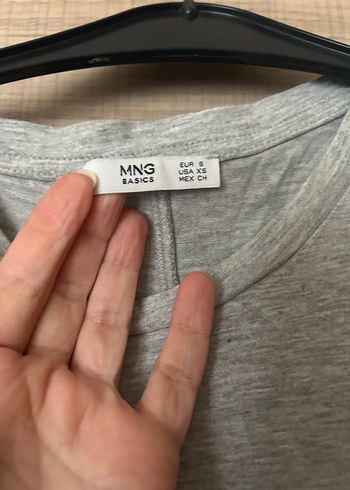 MNG
BASICS
EUR S
USA XS
MEX CH